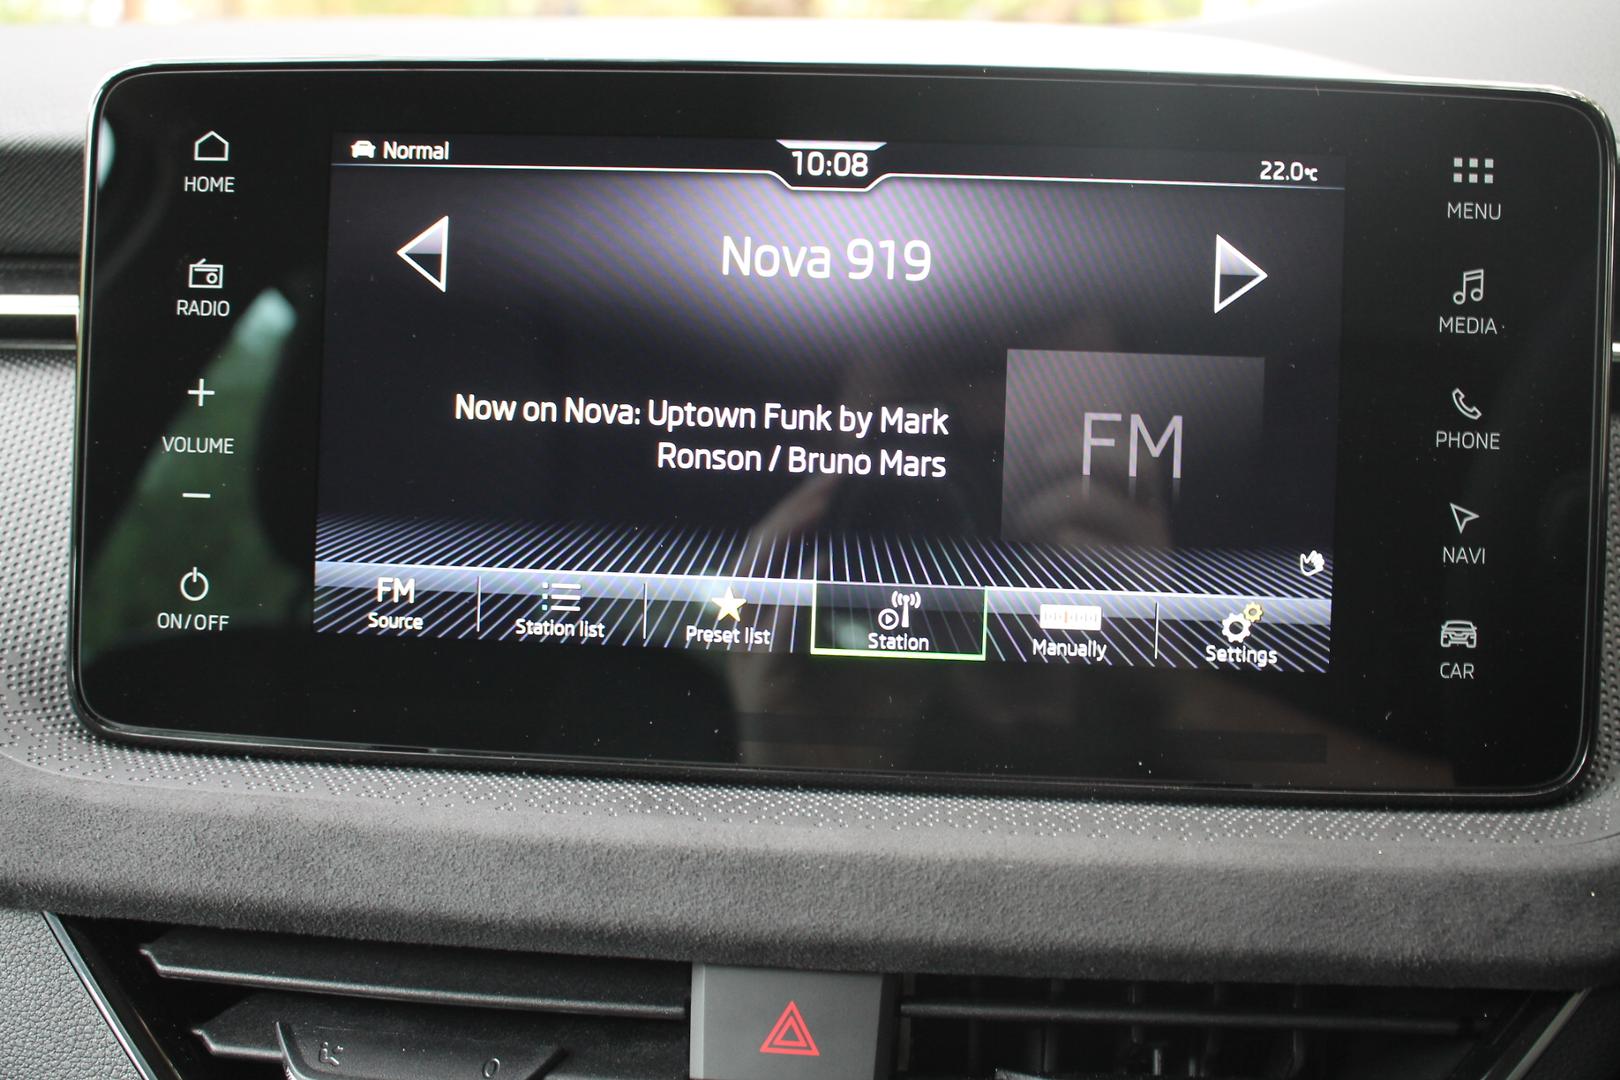 HOME
RADIO
VOLUME
ON/OFF
Normal
10:08
22.0°C
Nova 919
Now on Nova: Uptown Funk by Mark
Ronson / Bruno Mars
FM
FM
Source
Station list
Preset list
Station
Manually
Settings
MENU
MEDIA
PHONE
NAVI
CAR
0